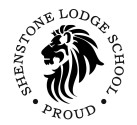 SHENSTONE LODGE SCHOOL
• PROUD •